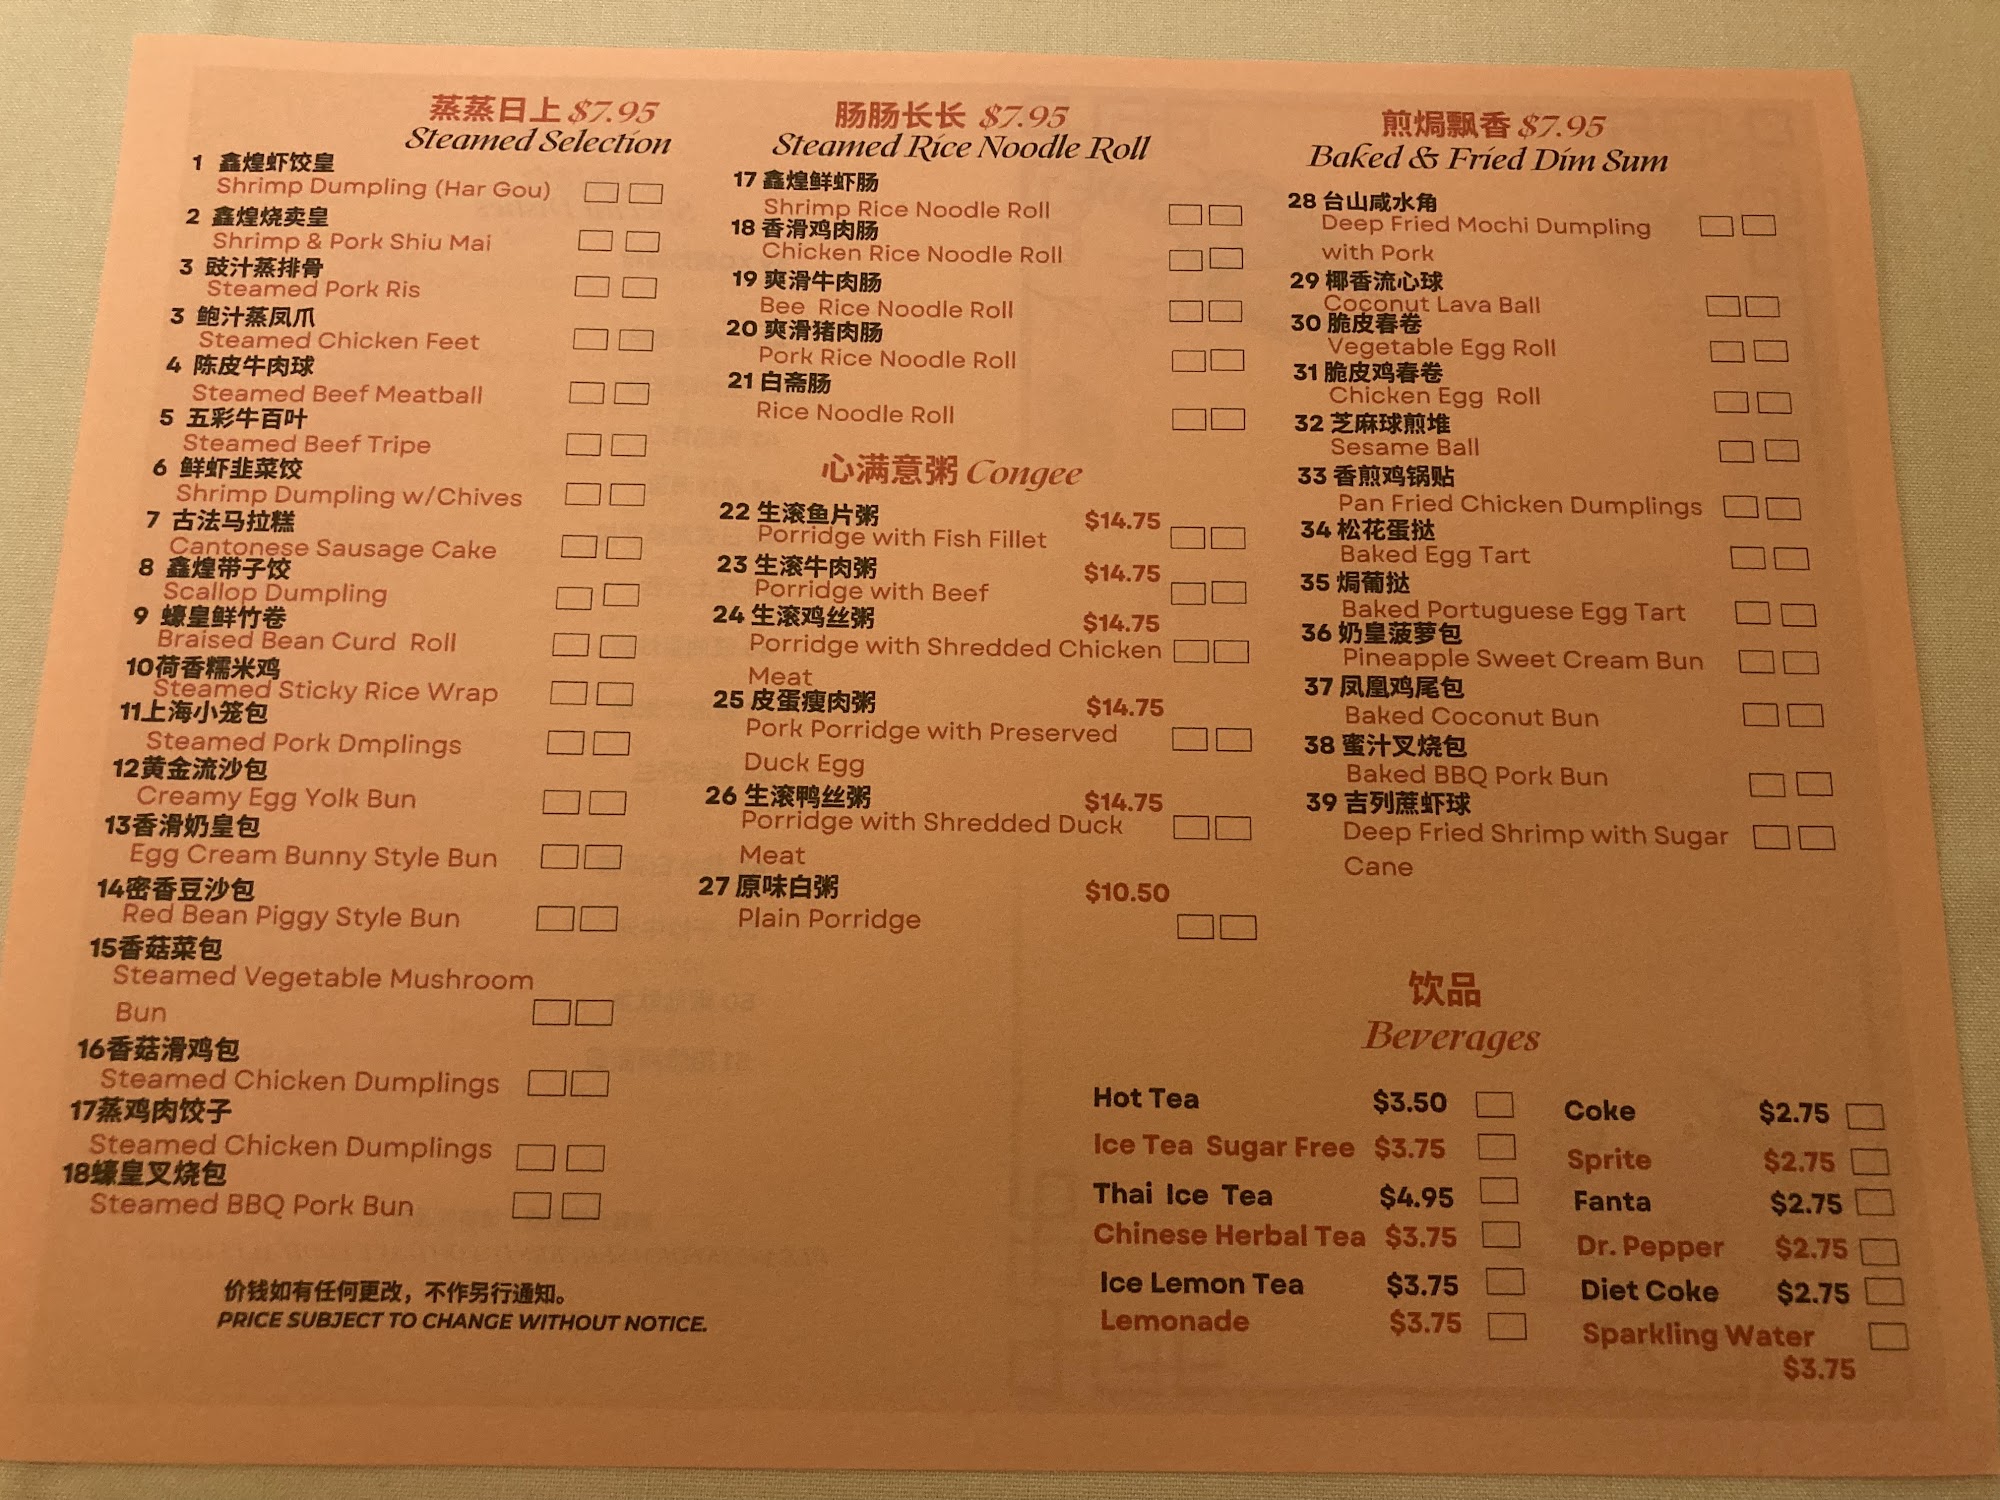 蒸蒸日上 $7.95
Steamed Selection
1 鑫煌虾饺皇
Shrimp Dumpling (Har Gou)
2 鑫煌烧卖皇
Shrimp & Pork Shiu Mai
3 豉汁蒸排骨
Steamed Pork Ris
3 鲍汁蒸凤爪
Steamed Chicken Feet
4 陈皮牛肉球
Steamed Beef Meatball
5 五彩牛百叶
Steamed Beef Tripe
6 鲜虾韭菜饺
Shrimp Dumpling w/Chives
7 古法马拉糕
Cantonese Sausage Cake
8 鑫煌带子饺
Scallop Dumpling
9 蠔皇鲜竹卷
Braised Bean Curd Roll
10荷香糯米鸡
Steamed Sticky Rice Wrap
11上海小笼包
Steamed Pork Dmplings
12黄金流沙包
Creamy Egg Yolk Bun
13香滑奶皇包
Egg Cream Bunny Style Bun
14密香豆沙包
Red Bean Piggy Style Bun
15香菇菜包
Steamed Vegetable Mushroom
Bun
16香菇滑鸡包
Steamed Chicken Dumplings
17蒸鸡肉饺子
Steamed Chicken Dumplings
18蠔皇叉烧包
Steamed BBQ Pork Bun
价钱如有任何更改，不作另行通知。
PRICE SUBJECT TO CHANGE WITHOUT NOTICE.
肠肠长长 $7.95
Steamed Rice Noodle Roll
17 鑫煌鲜虾肠
Shrimp Rice Noodle Roll
18 香滑鸡肉肠
Chicken Rice Noodle Roll
19 爽滑牛肉肠
Bee Rice Noodle Roll
20 爽滑猪肉肠
Pork Rice Noodle Roll
21 白斋肠
Rice Noodle Roll
心满意粥 Congee
22 生滚鱼片粥 $14.75
Porridge with Fish Fillet
23 生滚牛肉粥 $14.75
Porridge with Beef
24 生滚鸡丝粥 $14.75
Porridge with Shredded Chicken
Meat
25 皮蛋瘦肉粥 $14.75
Pork Porridge with Preserved
Duck Egg
26 生滚鸭丝粥 $14.75
Porridge with Shredded Duck
Meat
27 原味白粥 $10.50
Plain Porridge
煎焗飘香 $7.95
Baked & Fried Dim Sum
28 台山咸水角
Deep Fried Mochi Dumpling
with Pork
29 椰香流心球
Coconut Lava Ball
30 脆皮春卷
Vegetable Egg Roll
31 脆皮鸡春卷
Chicken Egg Roll
32 芝麻球煎堆
Sesame Ball
33 香煎鸡锅贴
Pan Fried Chicken Dumplings
34 松花蛋挞
Baked Egg Tart
35 焗葡挞
Baked Portuguese Egg Tart
36 奶皇菠萝包
Pineapple Sweet Cream Bun
37 凤凰鸡尾包
Baked Coconut Bun
38 蜜汁叉烧包
Baked BBQ Pork Bun
39 吉列蔗虾球
Deep Fried Shrimp with Sugar
Cane
饮品
Beverages
Hot Tea $3.50
Ice Tea Sugar Free $3.75
Thai Ice Tea $4.95
Chinese Herbal Tea $3.75
Ice Lemon Tea $3.75
Lemonade $3.75
Coke $2.75
Sprite $2.75
Fanta $2.75
Dr. Pepper $2.75
Diet Coke $2.75
Sparkling Water
$3.75